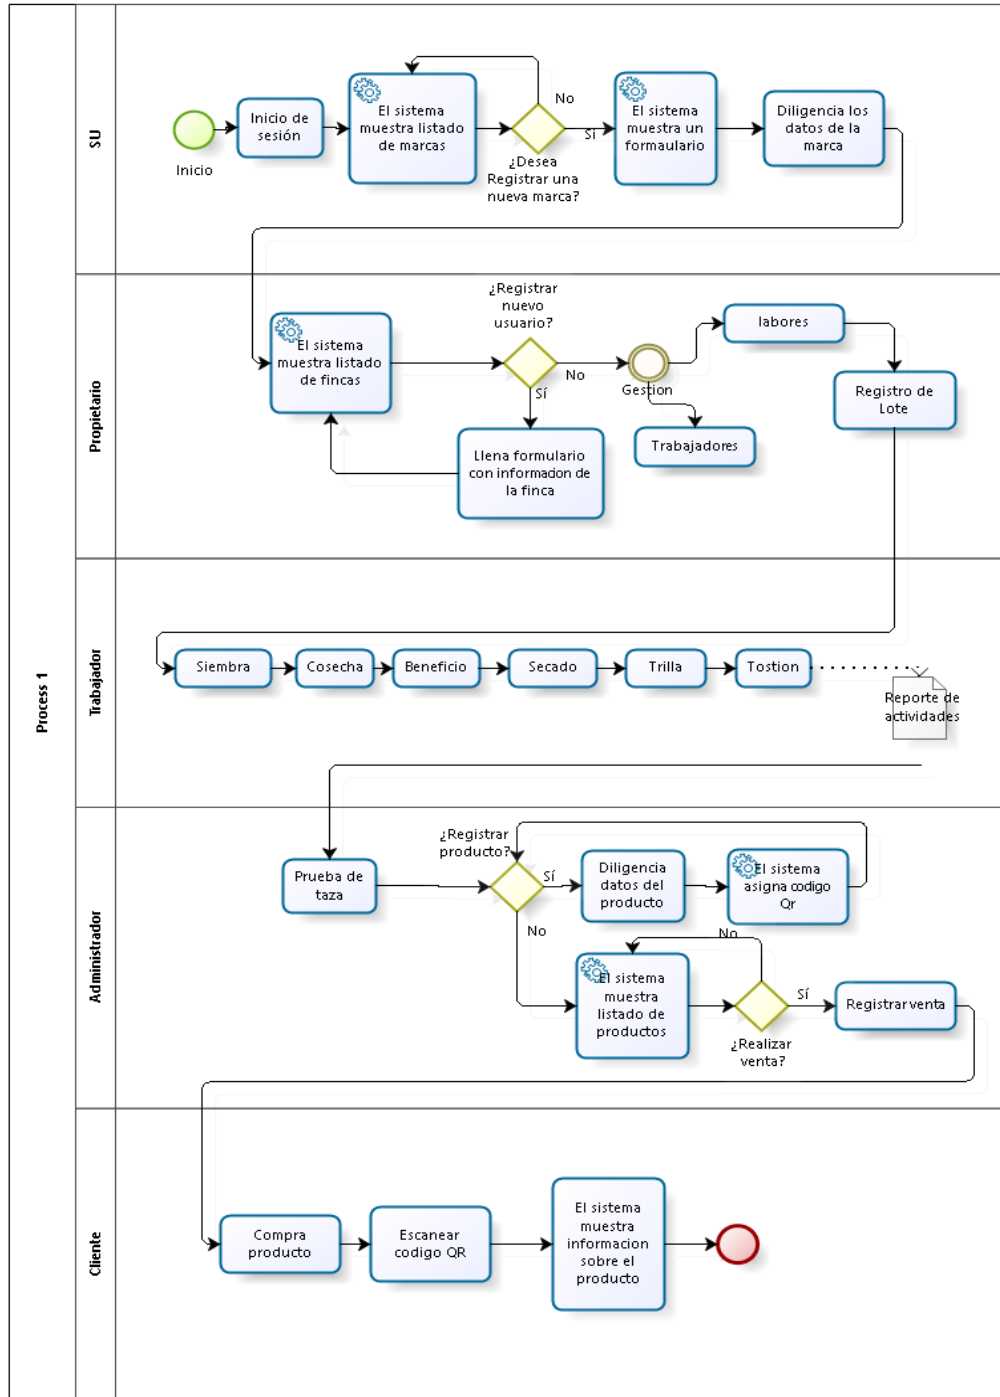 Process 1
SU
Inicio
Inicio de
sesión
El sistema
muestra listado
de marcas
No
Sí
¿Desea
Registrar una
nueva marca?
El sistema
muestra un
formaulario
Diligencia los
datos de la
marca
Propietario
El sistema
muestra listado
de fincas
¿Registrar
nuevo
usuario?
No
Sí
Gestion
labores
Registro de
Lote
Trabajadores
Llena formulario
con informacion de
la finca
Trabajador
Siembra
Cosecha
Beneficio
Secado
Trilla
Tostion
Reporte de
actividades
Administrador
Prueba de
taza
¿Registrar
producto?
Sí
No
Diligencia
datos del
producto
El sistema
asigna codigo
Qr
No
El sistema
muestra
listado de
productos
Sí
¿Realizar
venta?
Registrar venta
Cliente
Compra
producto
Escanear
codigo QR
El sistema
muestra
informacion
sobre el
producto